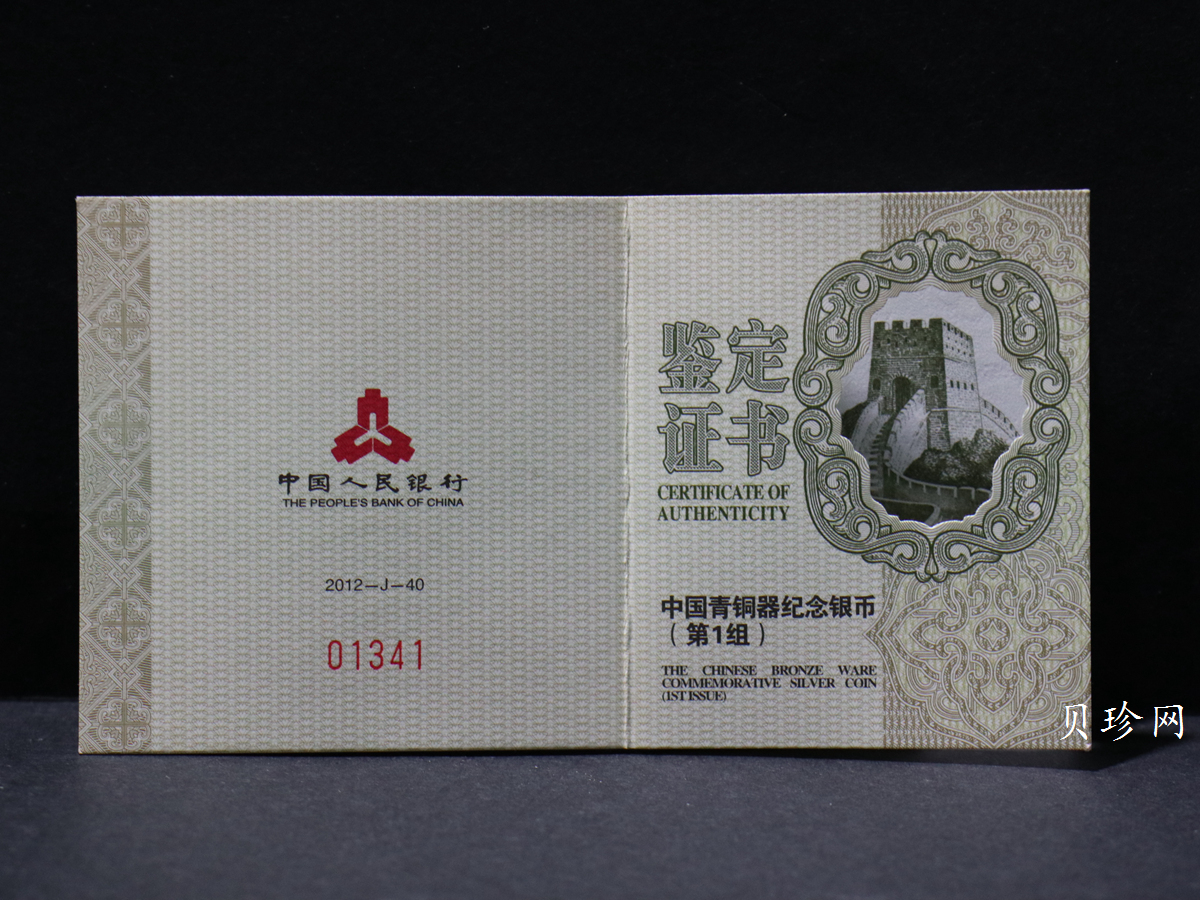 中国人民银行
THE PEOPLE'S BANK OF CHINA
2012—J—40
01341
鉴定
证书
CERTIFICATE OF
AUTHENTICITY
中国青铜器纪念银币
（第1组）
THE CHINESE BRONZE WARE
COMMEMORATIVE SILVER COIN
(1ST ISSUE)
贝珍网